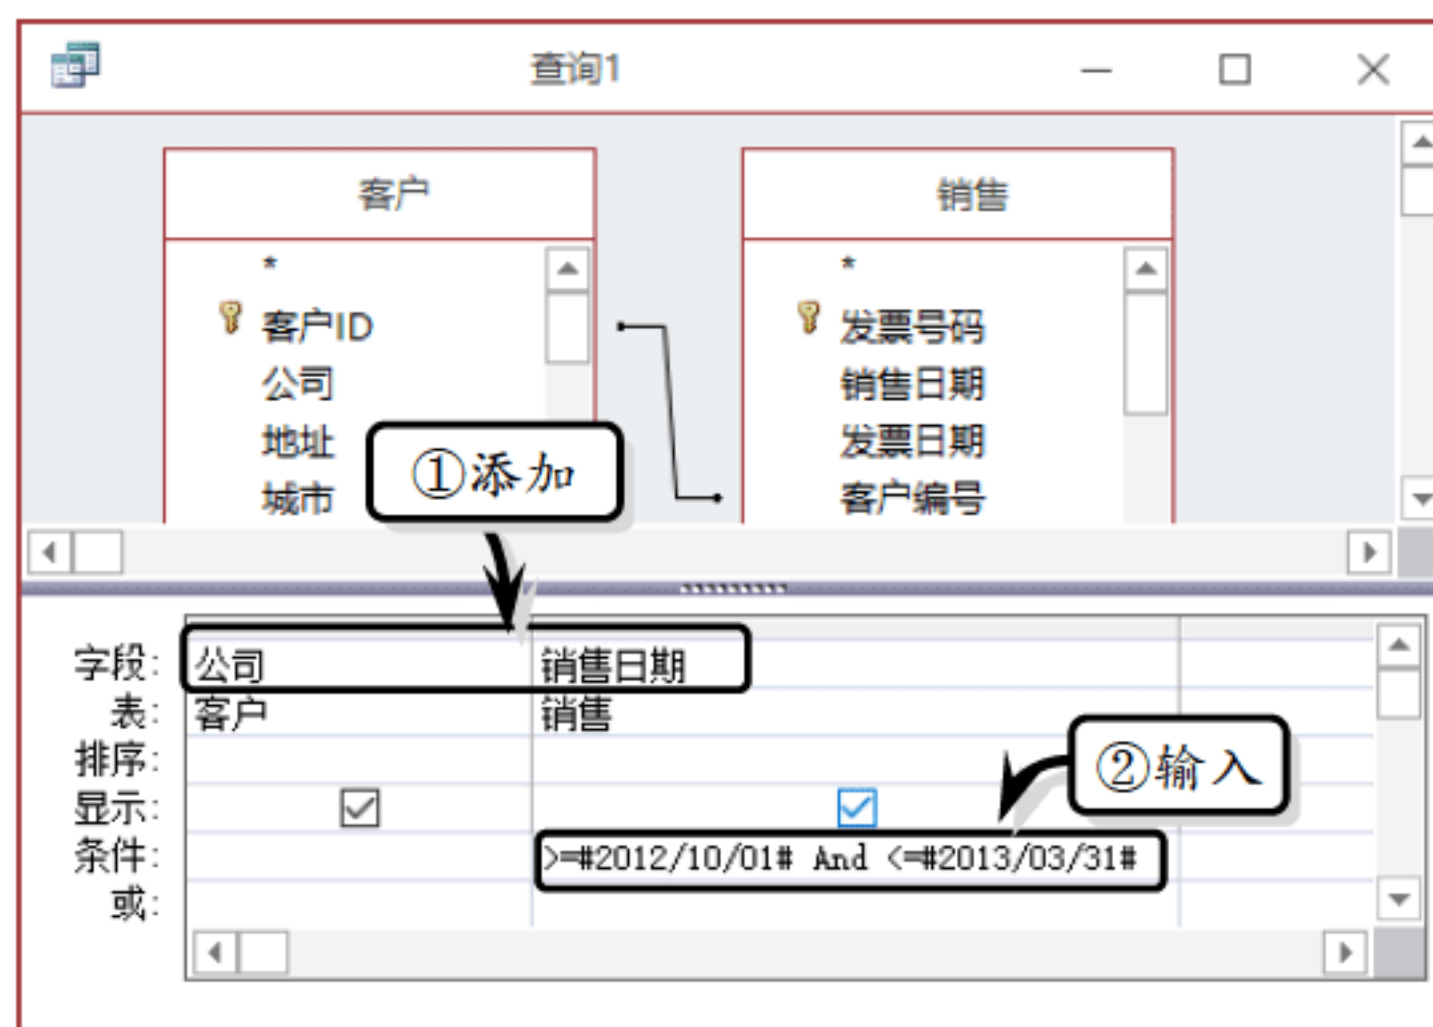 查询1
客户
*
客户ID
公司
地址
城市
销售
*
发票号码
销售日期
发票日期
客户编号
①添加
字段: 公司 销售日期
表: 客户 销售
排序:
显示:
②输入
条件: >=#2012/10/01# And <=#2013/03/31#
或: